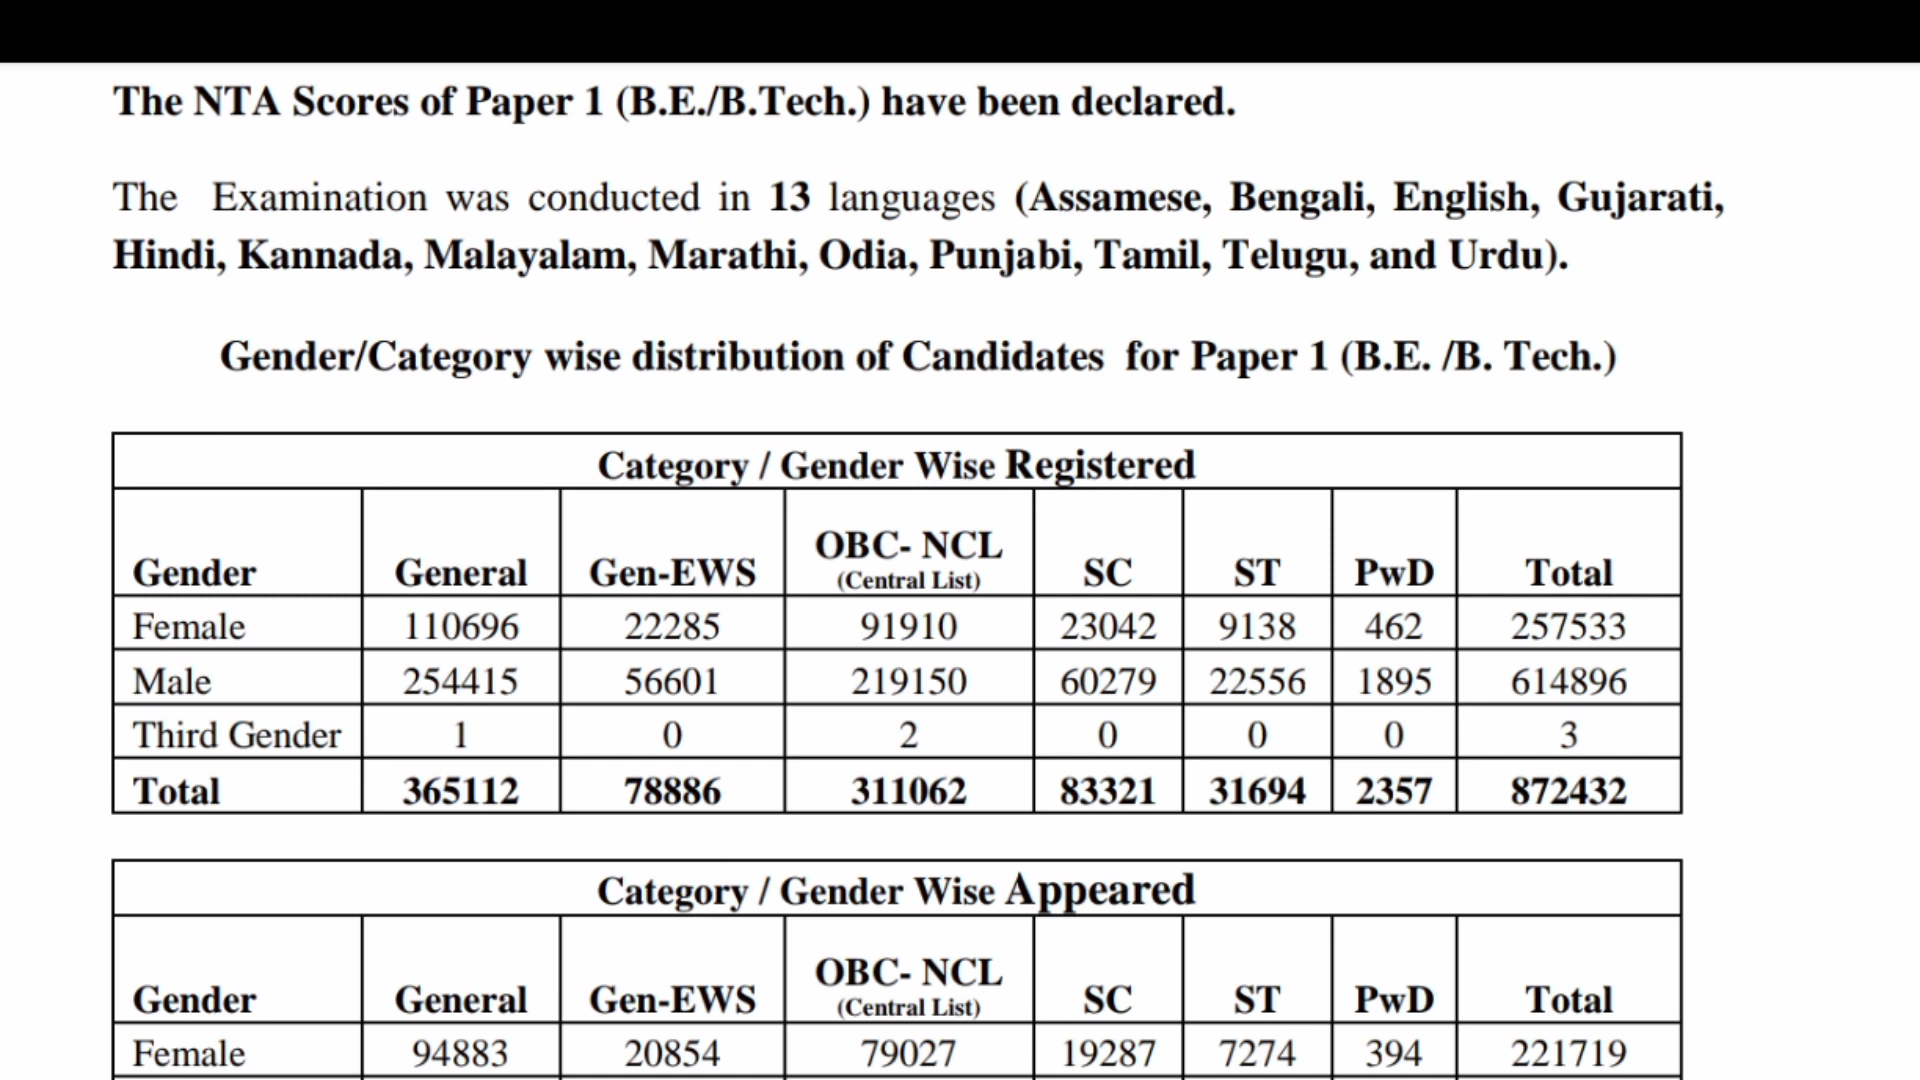 The NTA Scores of Paper 1 (B.E./B.Tech.) have been declared.
The Examination was conducted in 13 languages (Assamese, Bengali, English, Gujarati,
Hindi, Kannada, Malayalam, Marathi, Odia, Punjabi, Tamil, Telugu, and Urdu).
Gender/Category wise distribution of Candidates for Paper 1 (B.E. /B. Tech.)
Category / Gender Wise Registered
Gender General Gen-EWS OBC- NCL (Central List) SC ST PwD Total
Female 110696 22285 91910 23042 9138 462 257533
Male 254415 56601 219150 60279 22556 1895 614896
Third Gender 1 0 2 0 0 0 3
Total 365112 78886 311062 83321 31694 2357 872432
Category / Gender Wise Appeared
Gender General Gen-EWS OBC- NCL (Central List) SC ST PwD Total
Female 94883 20854 79027 19287 7274 394 221719